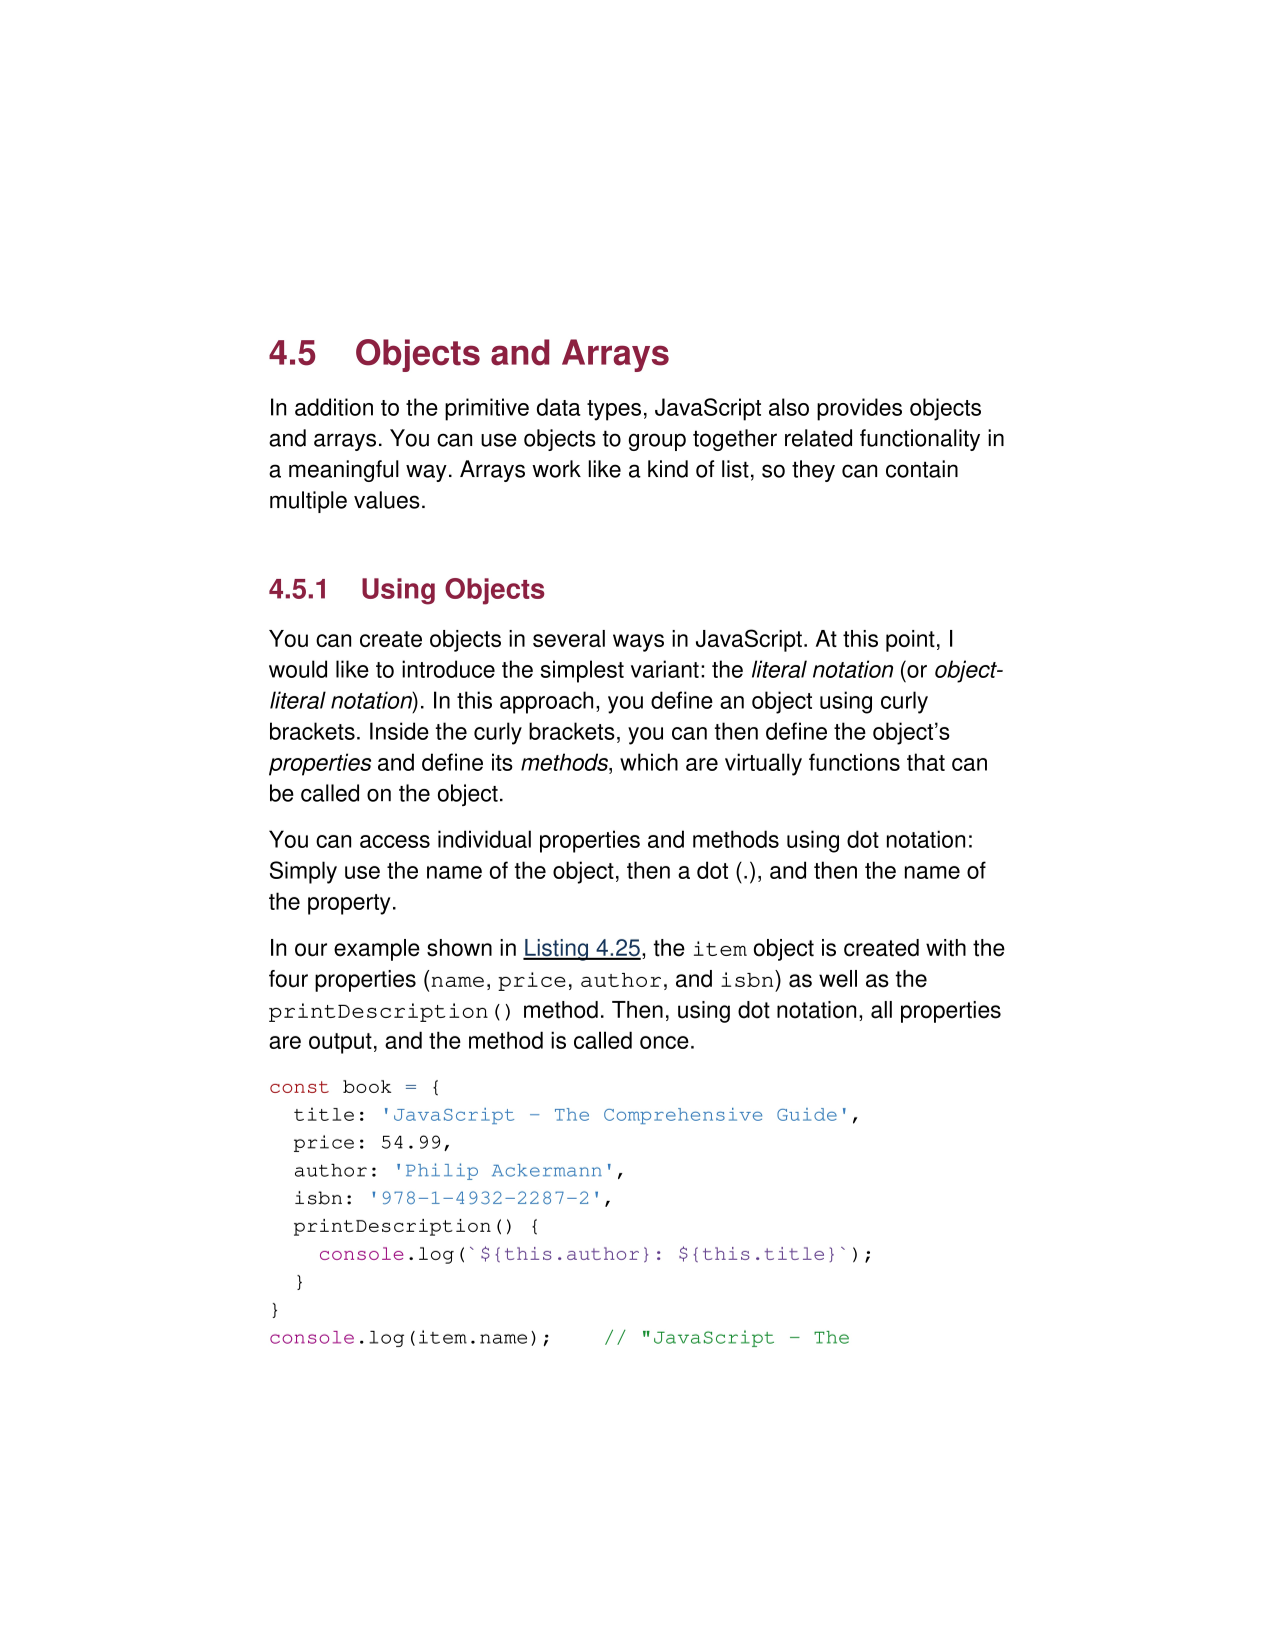 4.5 Objects and Arrays
In addition to the primitive data types, JavaScript also provides objects
and arrays. You can use objects to group together related functionality in
a meaningful way. Arrays work like a kind of list, so they can contain
multiple values.
4.5.1 Using Objects
You can create objects in several ways in JavaScript. At this point, I
would like to introduce the simplest variant: the literal notation (or object-
literal notation). In this approach, you define an object using curly
brackets. Inside the curly brackets, you can then define the object’s
properties and define its methods, which are virtually functions that can
be called on the object.
You can access individual properties and methods using dot notation:
Simply use the name of the object, then a dot (.), and then the name of
the property.
In our example shown in Listing 4.25, the item object is created with the
four properties (name, price, author, and isbn) as well as the
printDescription() method. Then, using dot notation, all properties
are output, and the method is called once.
const book = {
  title: 'JavaScript - The Comprehensive Guide',
  price: 54.99,
  author: 'Philip Ackermann',
  isbn: '978-1-4932-2287-2',
  printDescription() {
    console.log(`${this.author}: ${this.title}`);
  }
}
console.log(item.name);    // "JavaScript - The